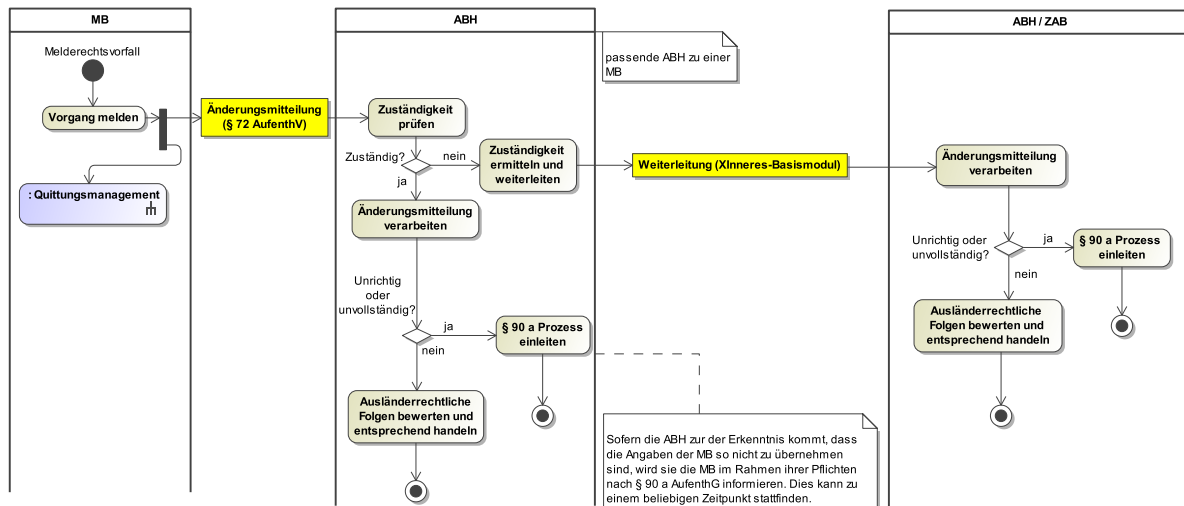 MB
Melderechtsvorfall
Vorgang melden
: Quittungsmanagement
Änderungsmitteilung
(§ 72 AufenthV)
ABH
passende ABH zu einer
MB
Zuständigkeit
prüfen
Zuständig?
nein
ja
Zuständigkeit
ermitteln und
weiterleiten
Änderungsmitteilung
verarbeiten
Unrichtig
oder
unvollständig?
ja
nein
§ 90 a Prozess
einleiten
Ausländerrechtliche
Folgen bewerten und
entsprechend handeln
Sofern die ABH zur der Erkenntnis kommt, dass
die Angaben der MB so nicht zu übernehmen
sind, wird sie die MB im Rahmen ihrer Pflichten
nach § 90 a AufenthG informieren. Dies kann zu
einem beliebigen Zeitpunkt stattfinden.
Weiterleitung (XInneres-Basismodul)
ABH / ZAB
Änderungsmitteilung
verarbeiten
Unrichtig oder
unvollständig?
ja
nein
§ 90 a Prozess
einleiten
Ausländerrechtliche
Folgen bewerten und
entsprechend handeln